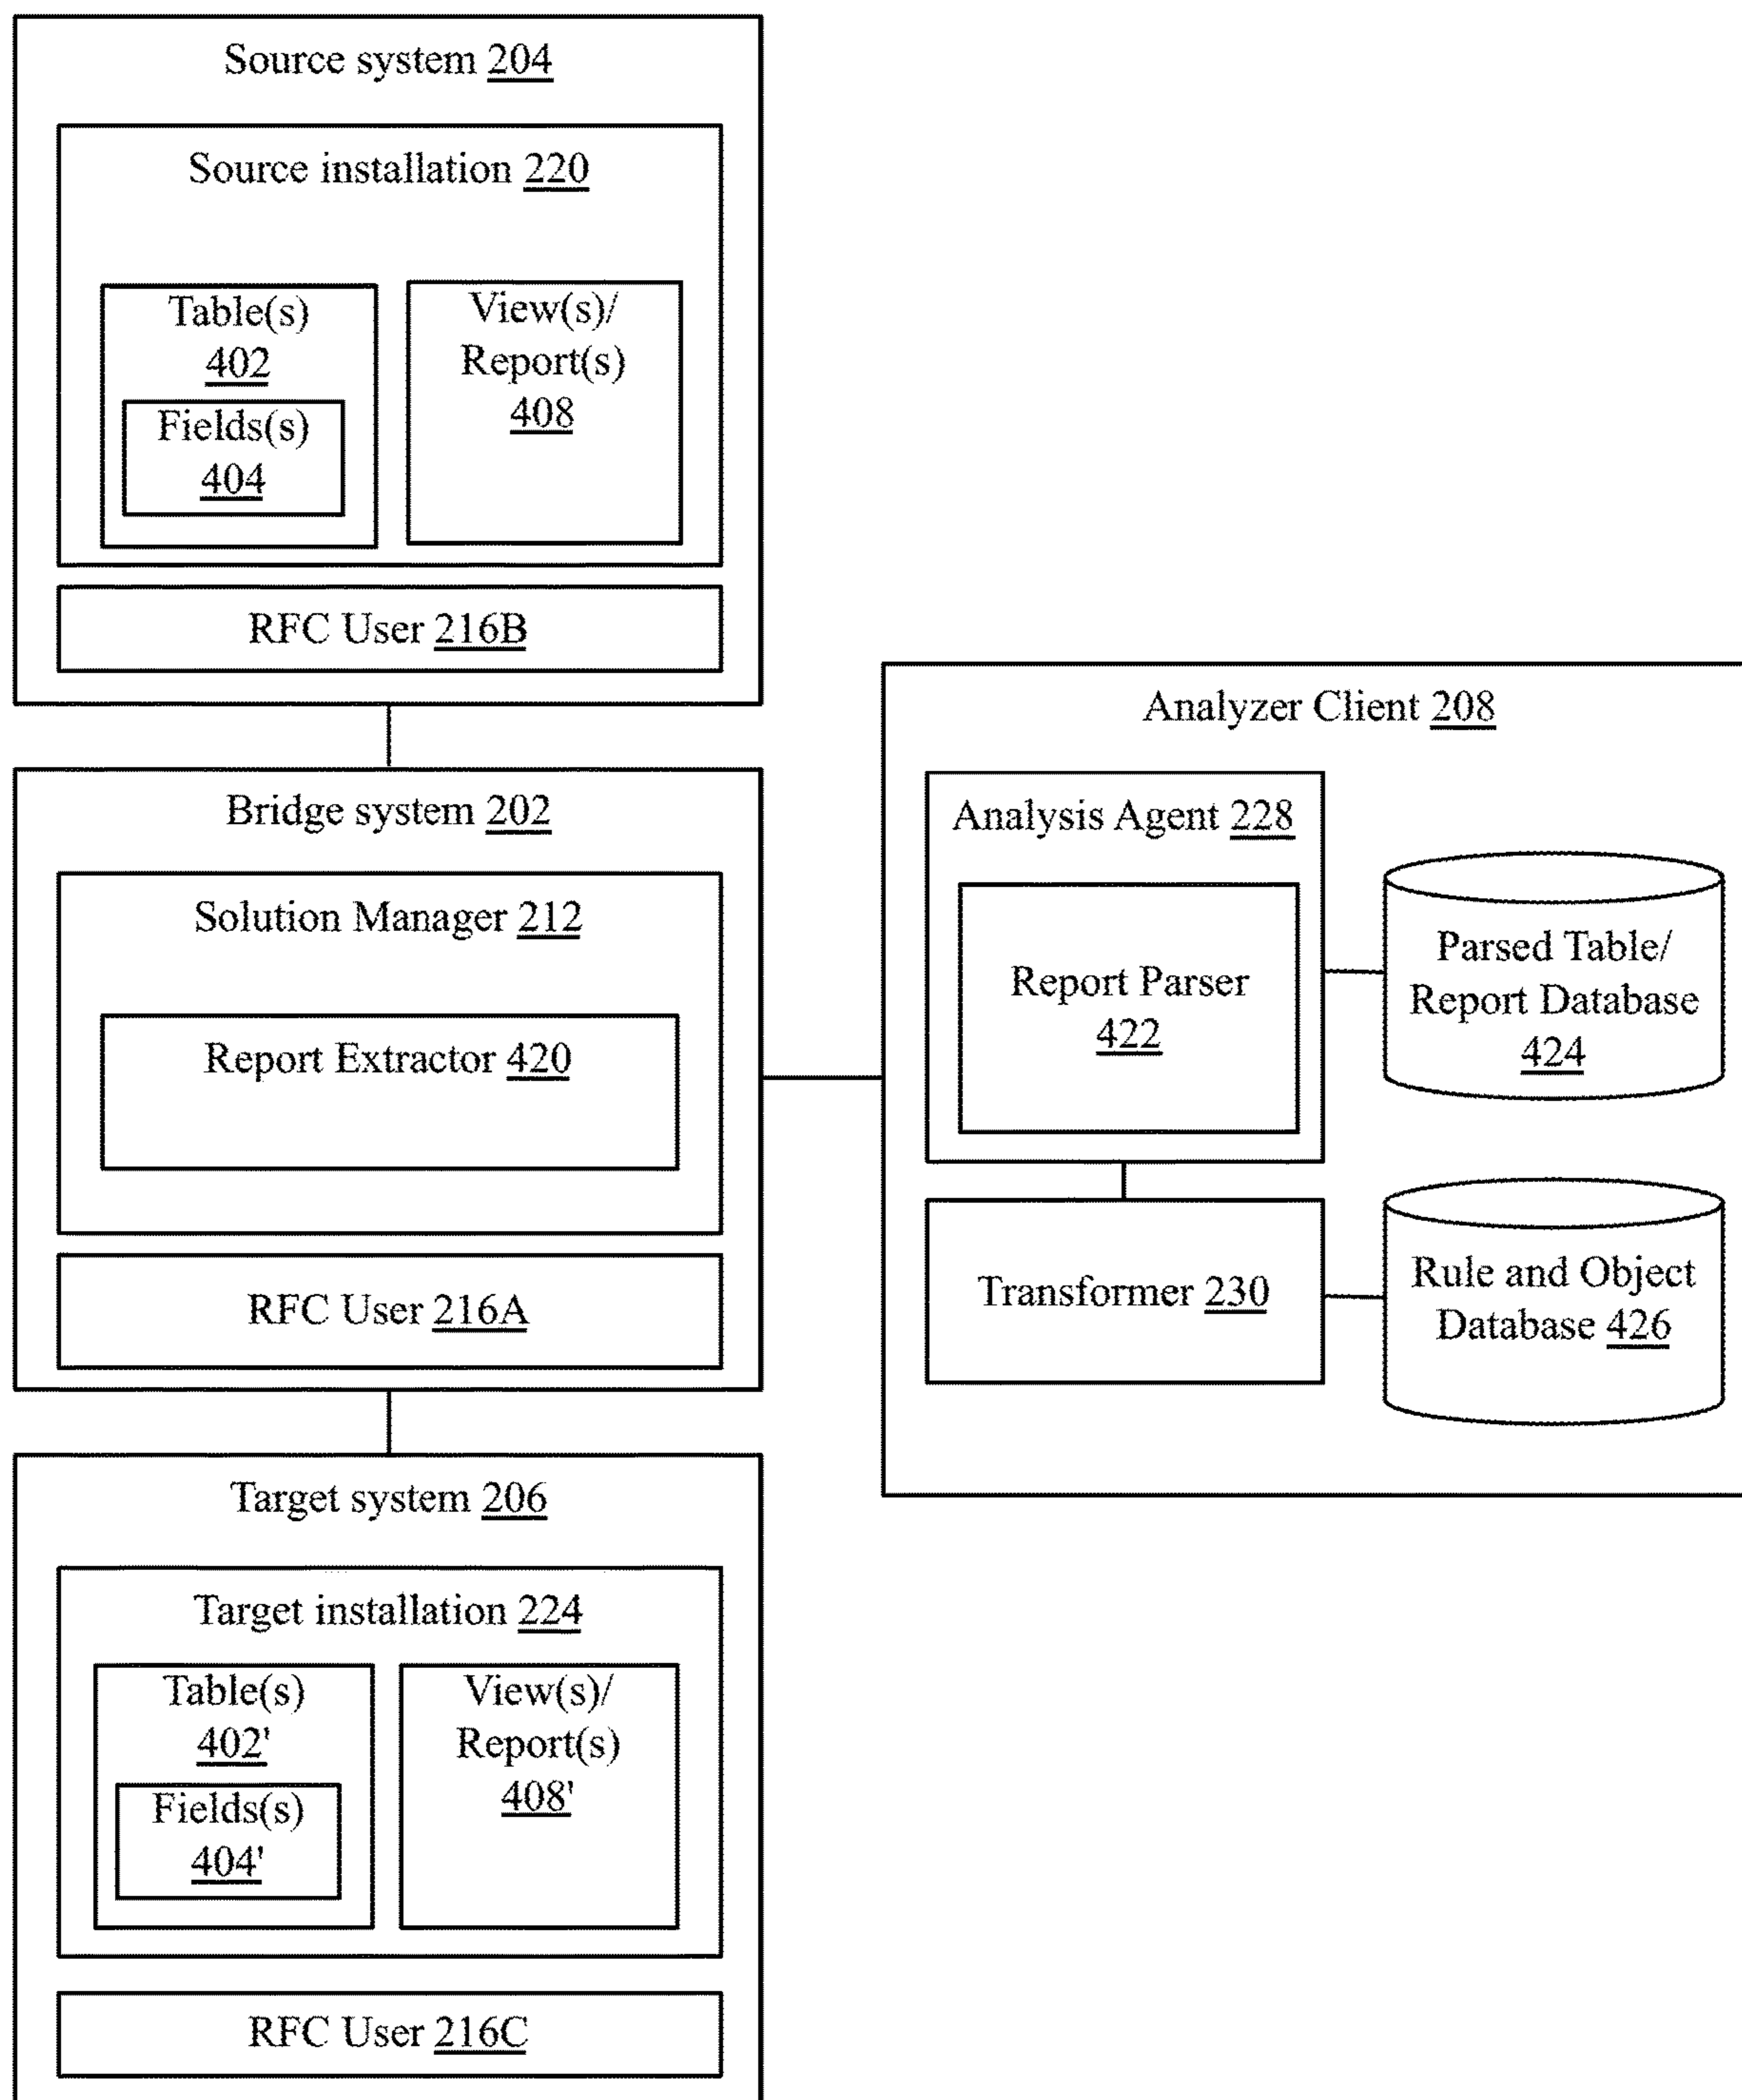 Source system 204
Source installation 220
Table(s)
402
Fields(s)
404
View(s)/
Report(s)
408
RFC User 216B
Bridge system 202
Solution Manager 212
Report Extractor 420
RFC User 216A
Target system 206
Target installation 224
Table(s)
402'
Fields(s)
404'
View(s)/
Report(s)
408'
RFC User 216C
Analyzer Client 208
Analysis Agent 228
Report Parser
422
Parsed Table/
Report Database
424
Transformer 230
Rule and Object
Database 426